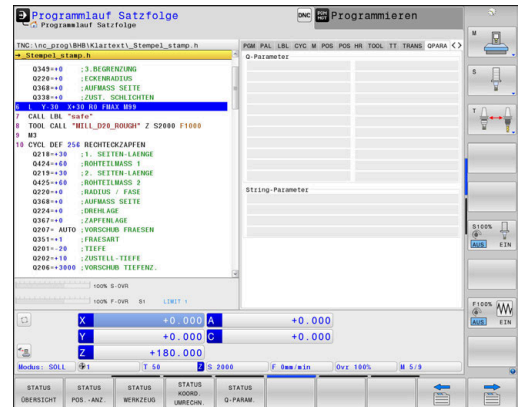 Programmlauf Satzfolge
Programmlauf Satzfolge
DNC
Programmieren
TNC:\nc_prog\BHB\Klartext\_Stempel_stamp.h
→_Stempel_stamp.h
Q349=+0 ;3.BEGRENZUNG
Q220=+0 ;ECKENRADIUS
Q368=+0 ;AUFMASS SEITE
Q338=+0 ;ZUST. SCHLICHTEN
6 L Y-30 X+30 R0 FMAX M99
7 CALL LBL "safe"
8 TOOL CALL "MILL_D20_ROUGH" Z S2000 F1000
9 M3
10 CYCL DEF 256 RECHTECKZAPFEN
Q218=+30 ;1. SEITEN-LAENGE
Q424=+60 ;ROHTEILMASS 1
Q219=+30 ;2. SEITEN-LAENGE
Q425=+60 ;ROHTEILMASS 2
Q220=+0 ;RADIUS / FASE
Q368=+0 ;AUFMASS SEITE
Q224=+0 ;DREHLAGE
Q367=+0 ;ZAPFENLAGE
Q207= AUTO ;VORSCHUB FRAESEN
Q351=+1 ;FRAESART
Q201=-20 ;TIEFE
Q202=+10 ;ZUSTELL-TIEFE
Q206=+3000 ;VORSCHUB TIEFENZ.
PGM PAL LBL CYC M POS POS HR TOOL TT TRANS QPARA
Q-Parameter
String-Parameter
100% S-OVR
100% F-OVR S1 LIMIT 1
X +0.000 A +0.000
Y +0.000 C +0.000
Z +180.000
Modus: SOLL 1 T 50 Z S 2000 F 0mm/min Ovr 100% M 5/9
STATUS ÜBERSICHT
STATUS POS.-ANZ.
STATUS WERKZEUG
STATUS KOORD. UMRECHN.
STATUS Q-PARAM.
M
S
T
S100%
AUS EIN
F100%
AUS EIN